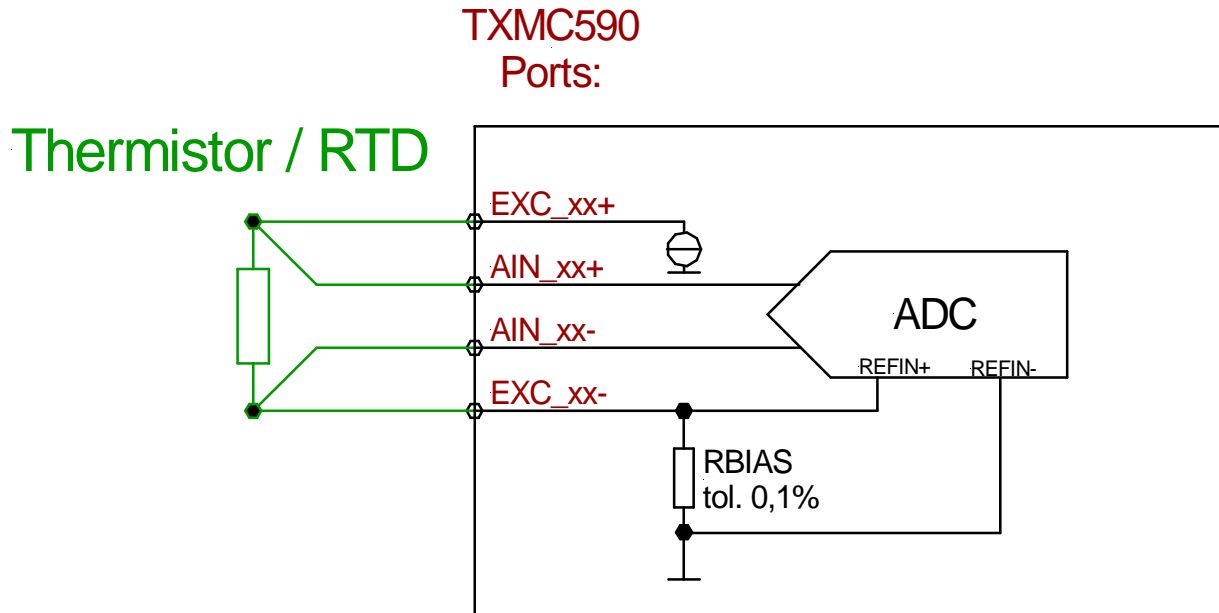 TXMC590
Ports:
Thermistor / RTD
EXC_xx+
AIN_xx+
ADC
AIN_xx-
REFIN+
REFIN-
EXC_xx-
RBIAS
tol. 0,1%